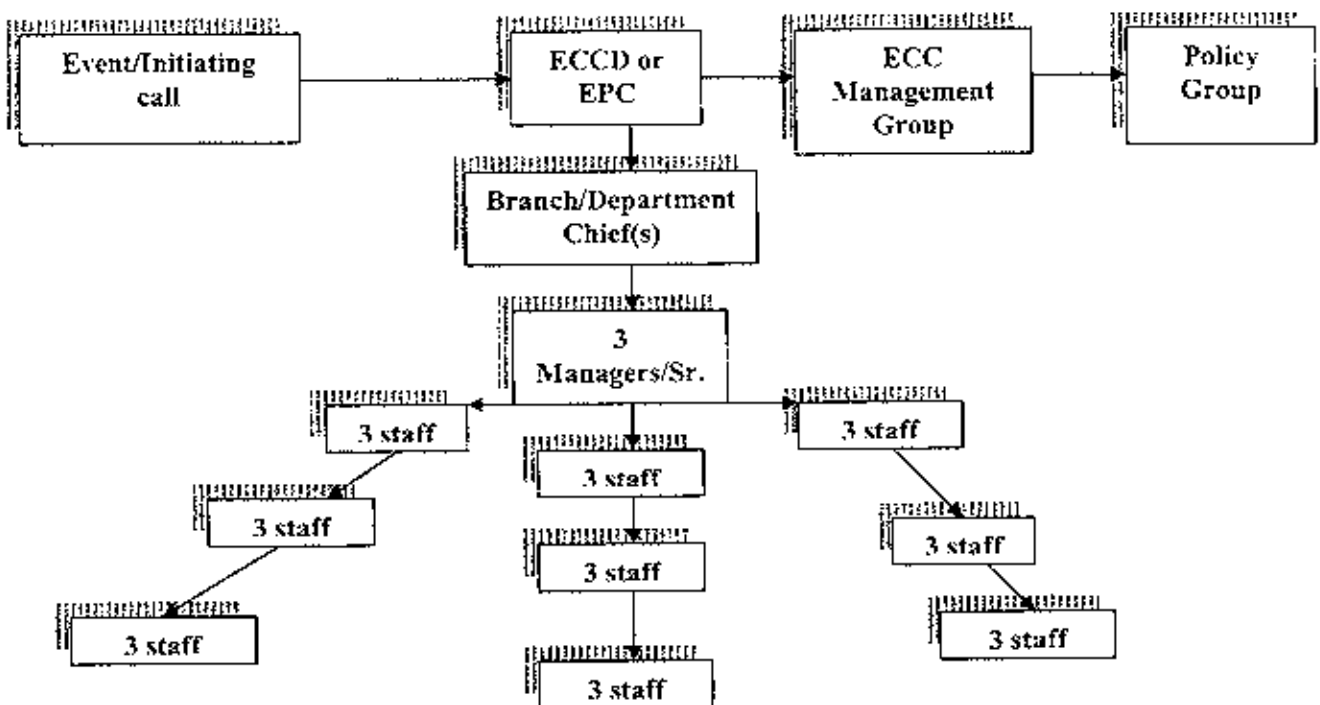 Event/Initiating
call
ECCD or
EPC
ECC
Management
Group
Policy
Group
Branch/Department
Chief(s)
3
Managers/Sr.
3 staff
3 staff
3 staff
3 staff
3 staff
3 staff
3 staff
3 staff
3 staff